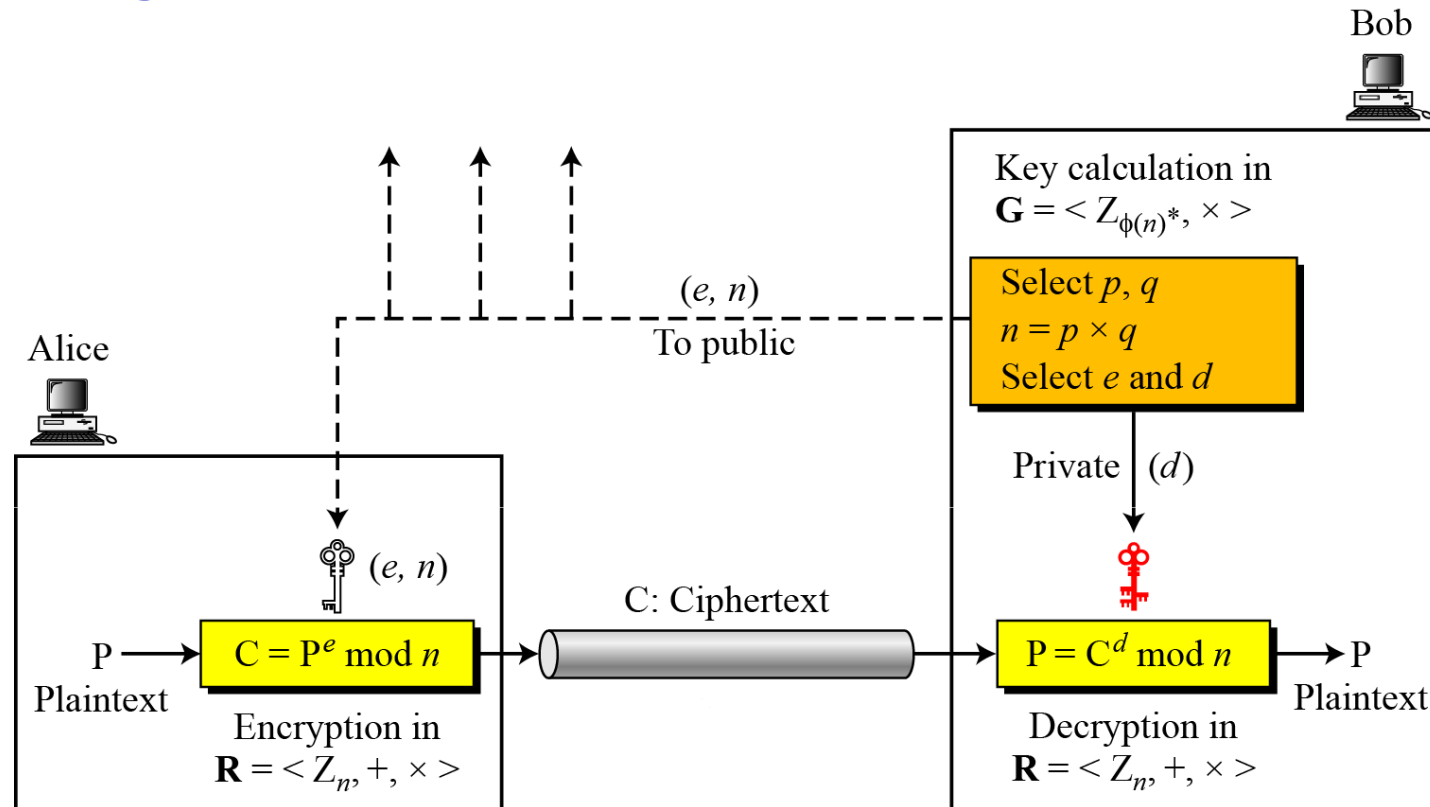 Bob
Key calculation in
G = < Z_ϕ(n)*, × >
Select p, q
n = p × q
Select e and d
(e, n)
To public
Alice
Private (d)
(e, n)
C: Ciphertext
P
Plaintext
C = P^e mod n
P = C^d mod n
P
Plaintext
Encryption in
R = < Z_n, +, × >
Decryption in
R = < Z_n, +, × >